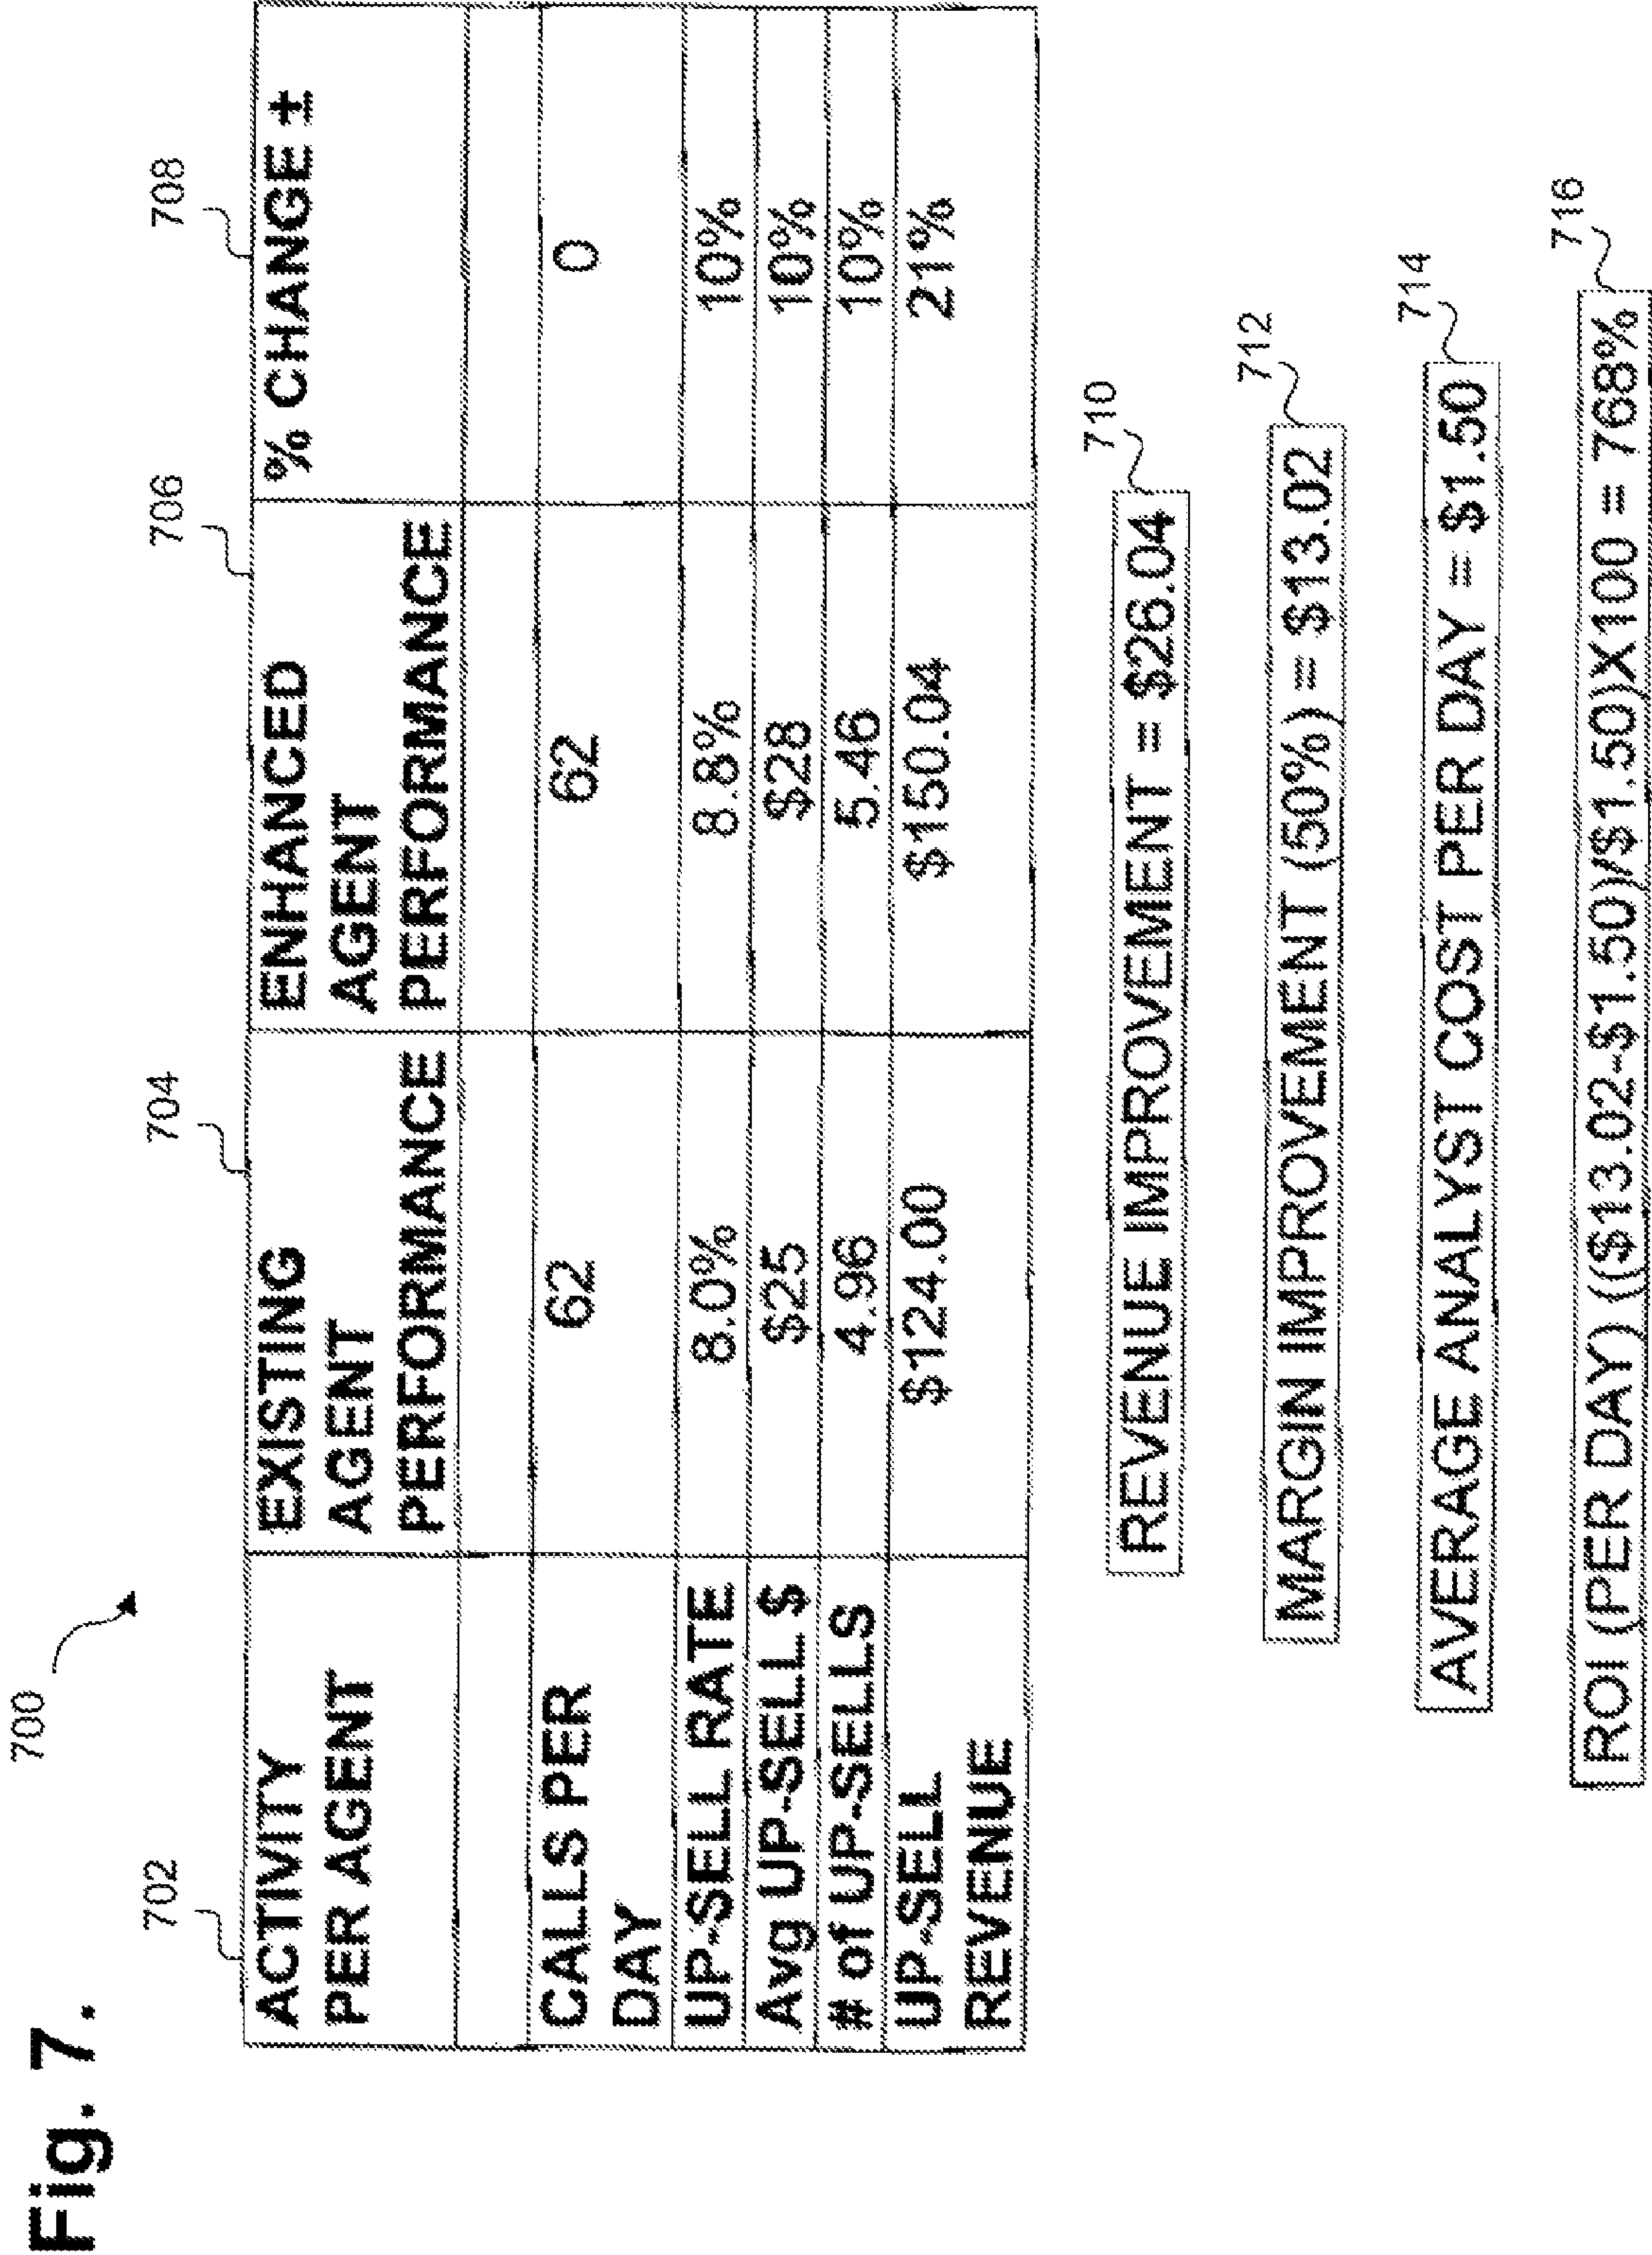 Fig. 7.
700
702
704
706
708
ACTIVITY
PER AGENT
EXISTING
AGENT
PERFORMANCE
ENHANCED
AGENT
PERFORMANCE
% CHANGE ±
CALLS PER
DAY
62
62
0
UP-SELL RATE
8.0%
8.8%
10%
Avg UP-SELL $
$25
$28
10%
# of UP-SELLS
4.96
5.46
10%
UP-SELL
REVENUE
$124.00
$150.04
21%
710
REVENUE IMPROVEMENT = $26.04
712
MARGIN IMPROVEMENT (50%) = $13.02
714
AVERAGE ANALYST COST PER DAY = $1.50
716
ROI (PER DAY) (($13.02-$1.50)/$1.50)X100 = 768%